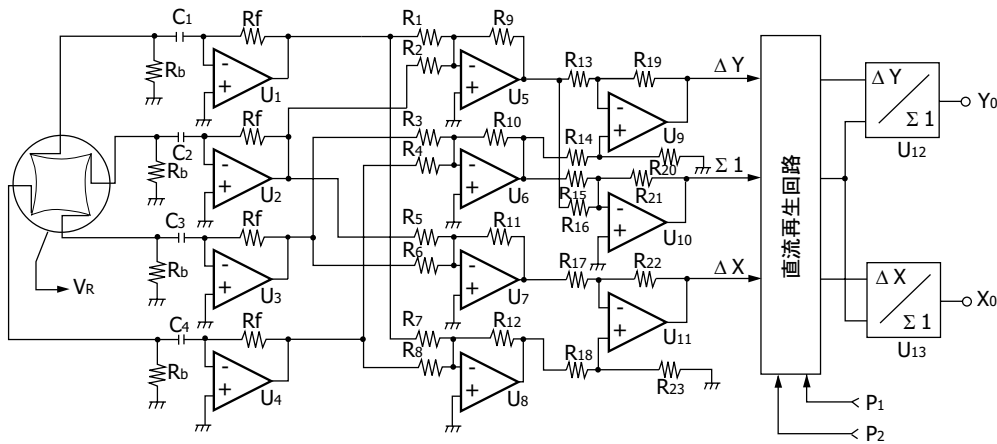 C1 Rf R1 R9
Rb U1 R2 U5 R13 R19 ΔY
U9
C2 Rf R3 R10 R14 R20
Rb U2 R4 U6 R15 R21 Σ1
R16 U10
C3 Rf R5 R11 R17 R22 ΔX
Rb U3 R6 U7 U11
C4 Rf R7 R12 R18 R23
Rb U4 R8 U8
VR
直流再生回路
ΔY
Σ1
U12
Y0
ΔX
Σ1
U13
X0
P1
P2
- + - + - + - + - + - + - + - + - + - + - +